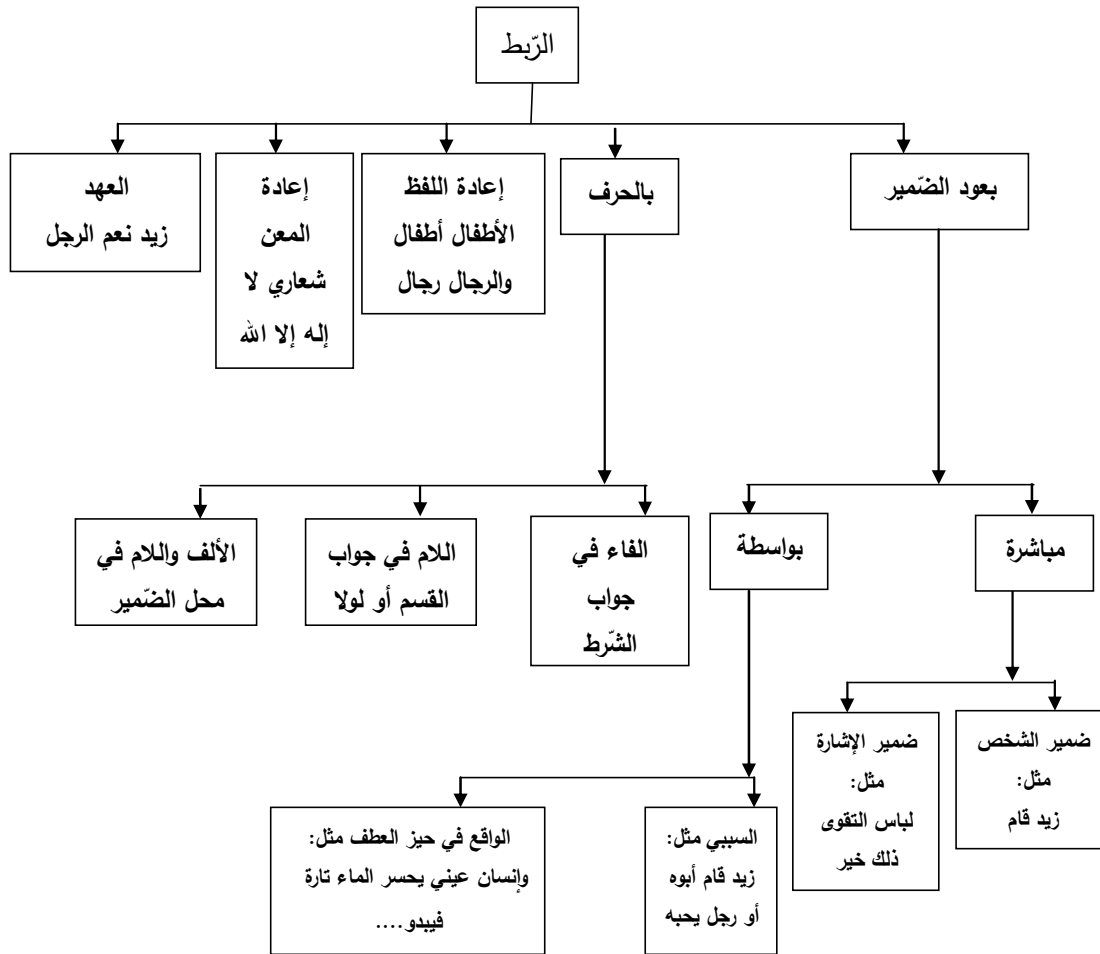 الرّبط
بعود الضّمير
بالحرف
إعادة اللفظ
الأطفال أطفال
والرجال رجال
إعادة
المعن
شعاري لا
إله إلا الله
العهد
زيد نعم الرجل
مباشرة
بواسطة
الفاء في
جواب
الشّرط
اللام في جواب
القسم أو لولا
الألف واللام في
محل الضّمير
ضمير الشخص
مثل:
زيد قام
ضمير الإشارة
مثل:
لباس التقوى
ذلك خير
السببي مثل:
زيد قام أبوه
أو رجل يحبه
الواقع في حيز العطف مثل:
وإنسان عيني يحسر الماء تارة
فيبدو....